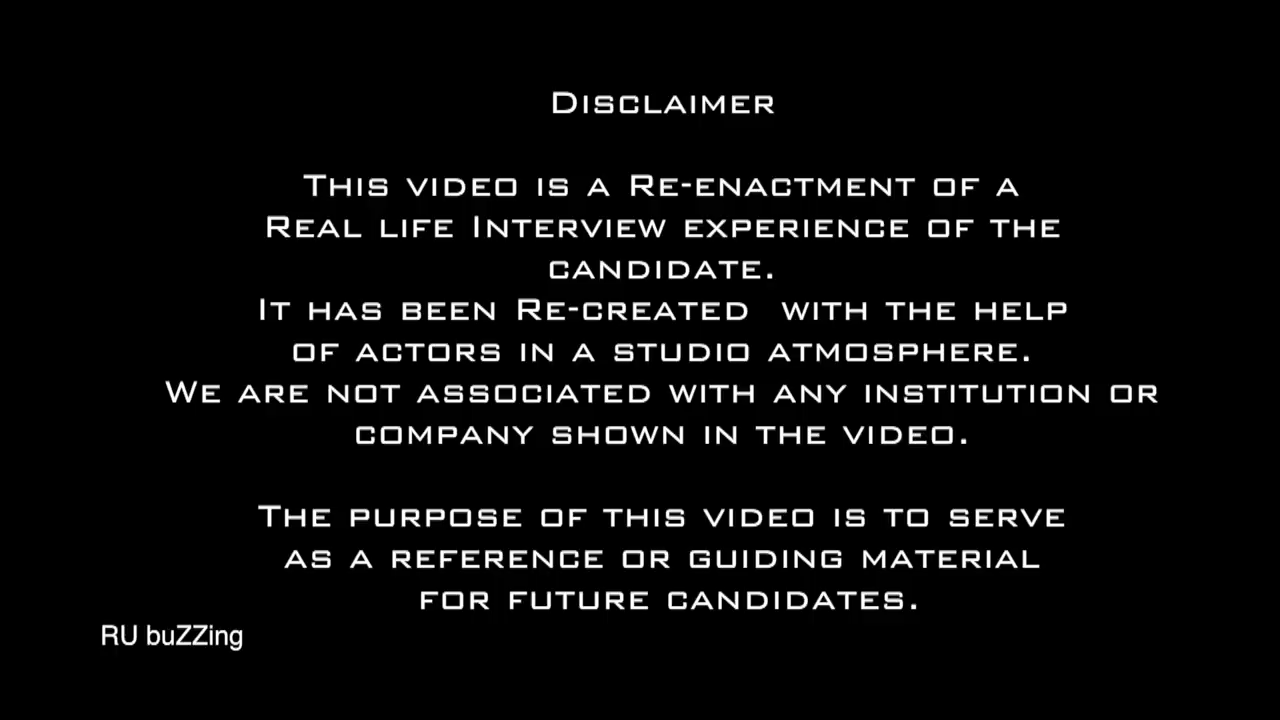 Disclaimer
This video is a Re-enactment of a
Real life Interview experience of the
candidate.
It has been Re-created with the help
of actors in a studio atmosphere.
We are not associated with any institution or
company shown in the video.
The purpose of this video is to serve
as a reference or guiding material
for future candidates.
RU buZZing